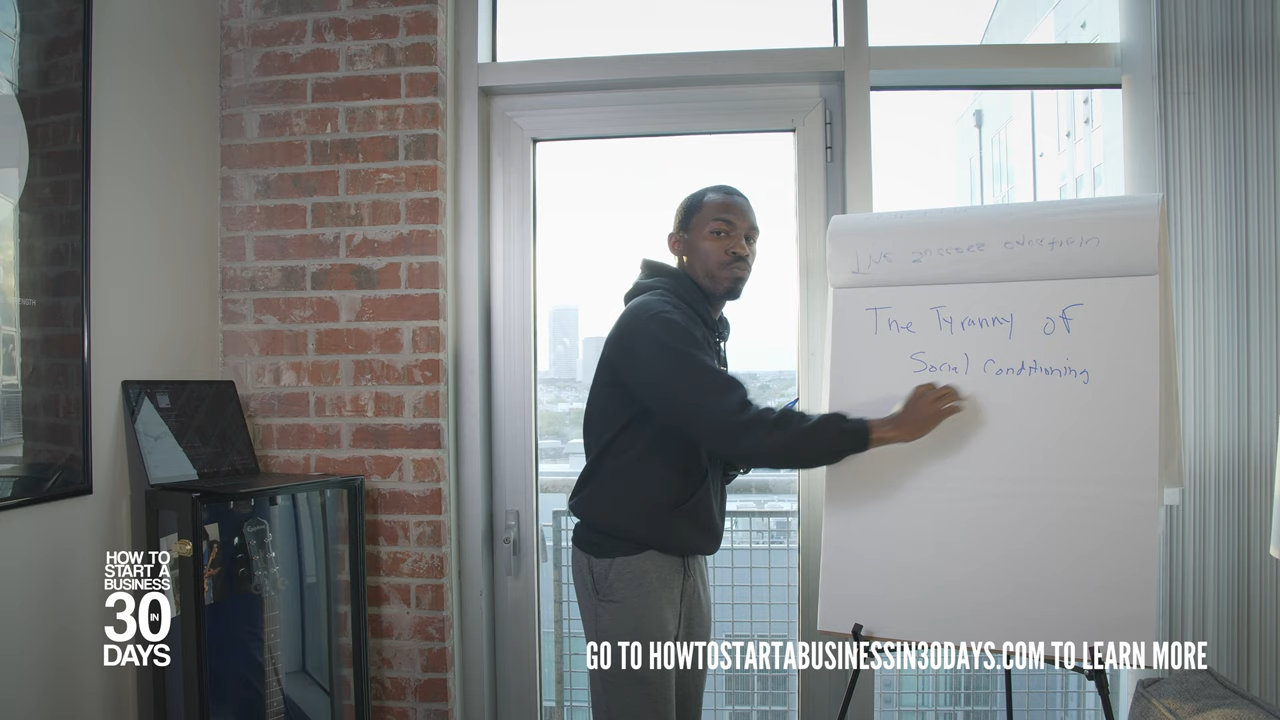 The Tyranny of
Social Conditioning
HOW TO
START A
BUSINESS
30 IN
DAYS
GO TO HOWTOSTARTABUSINESSIN30DAYS.COM TO LEARN MORE